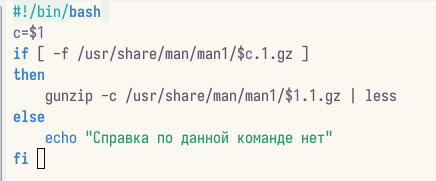 #!/bin/bash
c=$1
if [ -f /usr/share/man/man1/$c.1.gz ]
then
    gunzip -c /usr/share/man/man1/$1.1.gz | less
else
    echo "Справка по данной команде нет"
fi